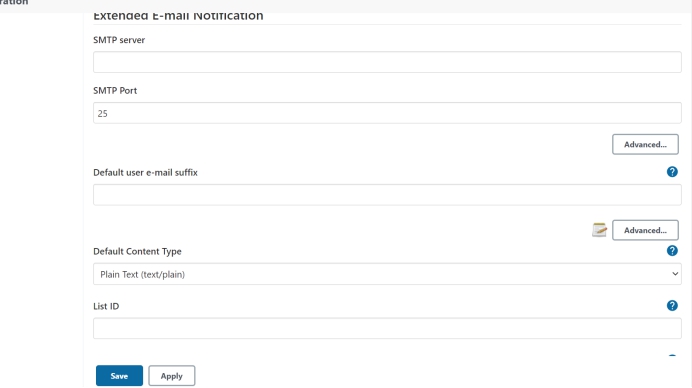 Extended E-mail Notification
SMTP server
SMTP Port
25
Advanced...
Default user e-mail suffix
?
Advanced...
Default Content Type
?
Plain Text (text/plain)
List ID
?
Save
Apply